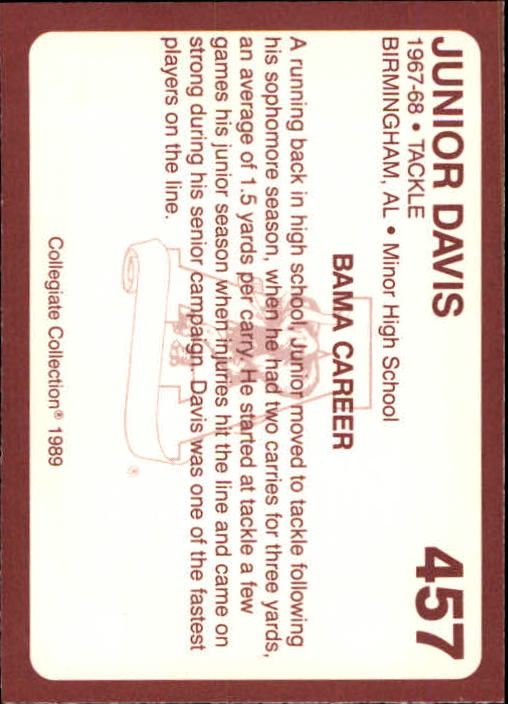 JUNIOR DAVIS 457
1967-68 • TACKLE
BIRMINGHAM, AL • Minor High School
BAMA CAREER
A running back in high school, Junior moved to tackle following
his sophomore season, when he had two carries for three yards,
an average of 1.5 yards per carry. He started at tackle a few
games his junior season when injuries hit the line and came on
strong during his senior campaign. Davis was one of the fastest
players on the line.
Collegiate Collection® 1989